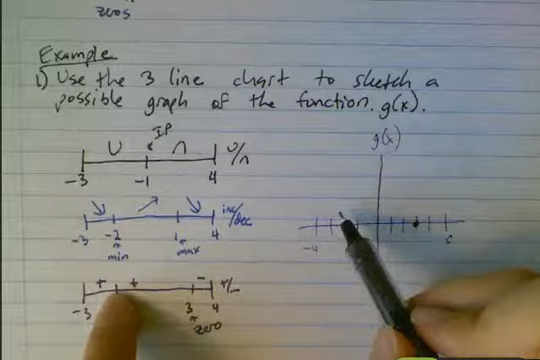 zeros
Example
1) Use the 3 line chart to sketch a
possible graph of the function. g(x).
IP
∪ ∩ ∪/∩
-3 -1 4
g(x)
inc/dec
-3 -2 1 4
min max
-4
+ + - +/-
-3 3 4
zero